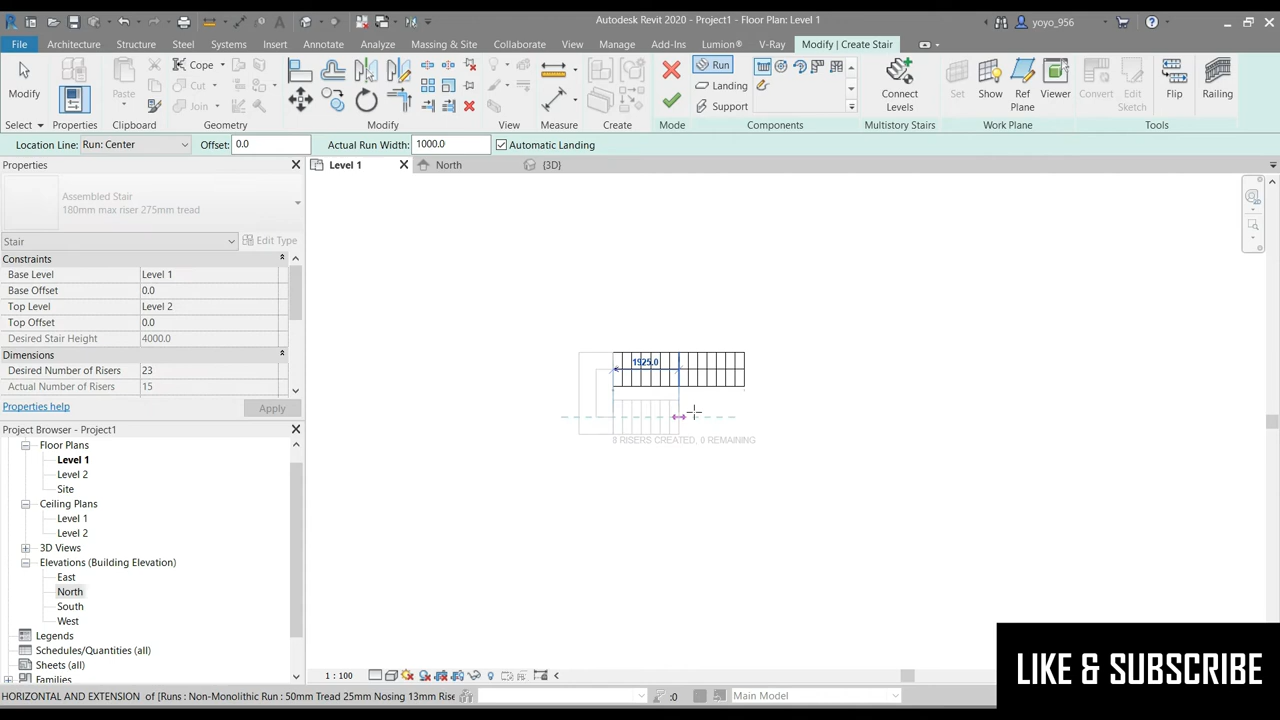 Autodesk Revit 2020 - Project1 - Floor Plan: Level 1
yoyo_956
File
Architecture
Structure
Steel
Systems
Insert
Annotate
Analyze
Massing & Site
Collaborate
View
Manage
Add-Ins
Lumion®
V-Ray
Modify | Create Stair
Modify
Select
Properties
Paste
Clipboard
Cope
Cut
Join
Geometry
Modify
View
Measure
Create
Mode
Run
Landing
Support
Components
Connect
Levels
Multistory Stairs
Set
Show
Ref
Plane
Viewer
Work Plane
Convert
Edit
Sketch
Flip
Railing
Tools
Location Line:
Run: Center
Offset:
0.0
Actual Run Width:
1000.0
Automatic Landing
Properties
Level 1
North
{3D}
Assembled Stair
180mm max riser 275mm tread
Stair
Edit Type
Constraints
Base Level
Level 1
Base Offset
0.0
Top Level
Level 2
Top Offset
0.0
Desired Stair Height
4000.0
Dimensions
Desired Number of Risers
23
Actual Number of Risers
15
Properties help
Apply
Project Browser - Project1
Floor Plans
Level 1
Level 2
Site
Ceiling Plans
Level 1
Level 2
3D Views
Elevations (Building Elevation)
East
North
South
West
Legends
Schedules/Quantities (all)
Sheets (all)
Families
1925.0
8 RISERS CREATED, 0 REMAINING
LIKE & SUBSCRIBE
1 : 100
HORIZONTAL AND EXTENSION of [Runs : Non-Monolithic Run : 50mm Tread 25mm Nosing 13mm Rise
:0
Main Model